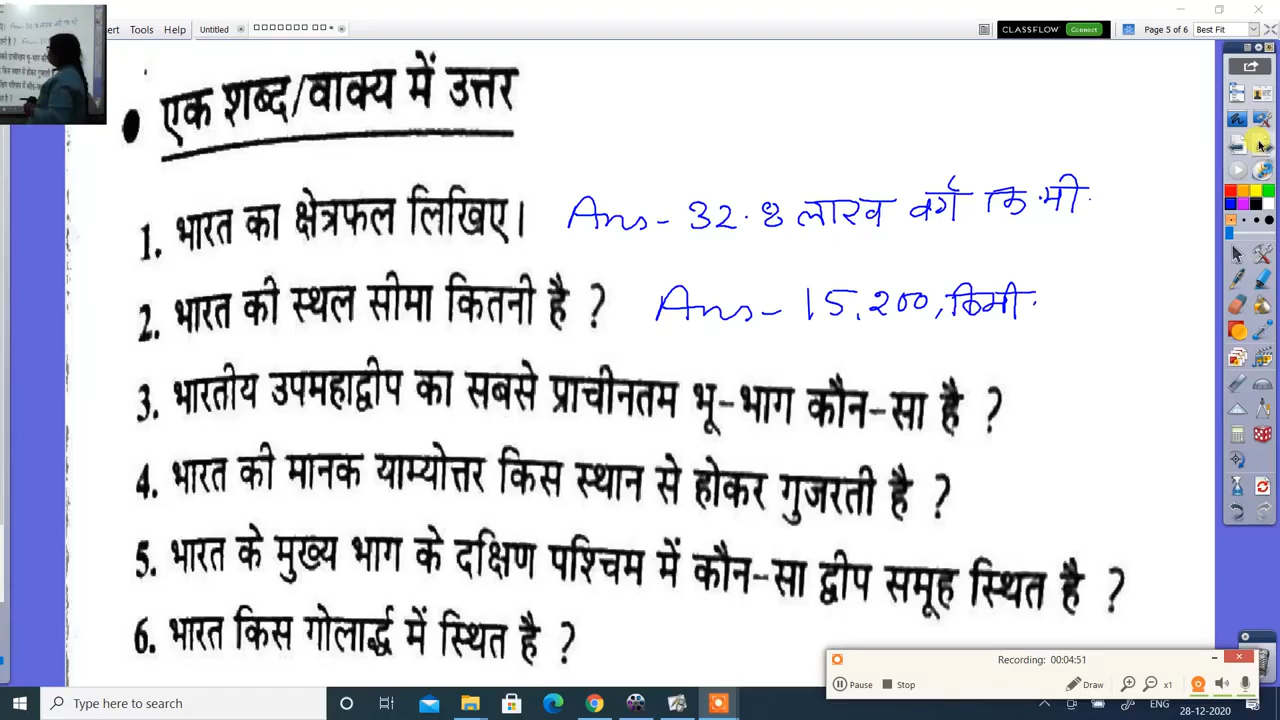 ert Tools Help Untitled CLASSFLOW Connect Page 5 of 6 Best Fit
• एक शब्द/वाक्य में उत्तर
1. भारत का क्षेत्रफल लिखिए। Ans- 32.8 लाख वर्ग कि.मी.
2. भारत की स्थल सीमा कितनी है ? Ans- 15,200, किमी.
3. भारतीय उपमहाद्वीप का सबसे प्राचीनतम भू-भाग कौन-सा है ?
4. भारत की मानक याम्योत्तर किस स्थान से होकर गुजरती है ?
5. भारत के मुख्य भाग के दक्षिण पश्चिम में कौन-सा द्वीप समूह स्थित है ?
6. भारत किस गोलार्द्ध में स्थित है ?
Recording: 00:04:51
Pause Stop Draw x1
Type here to search
ENG
28-12-2020